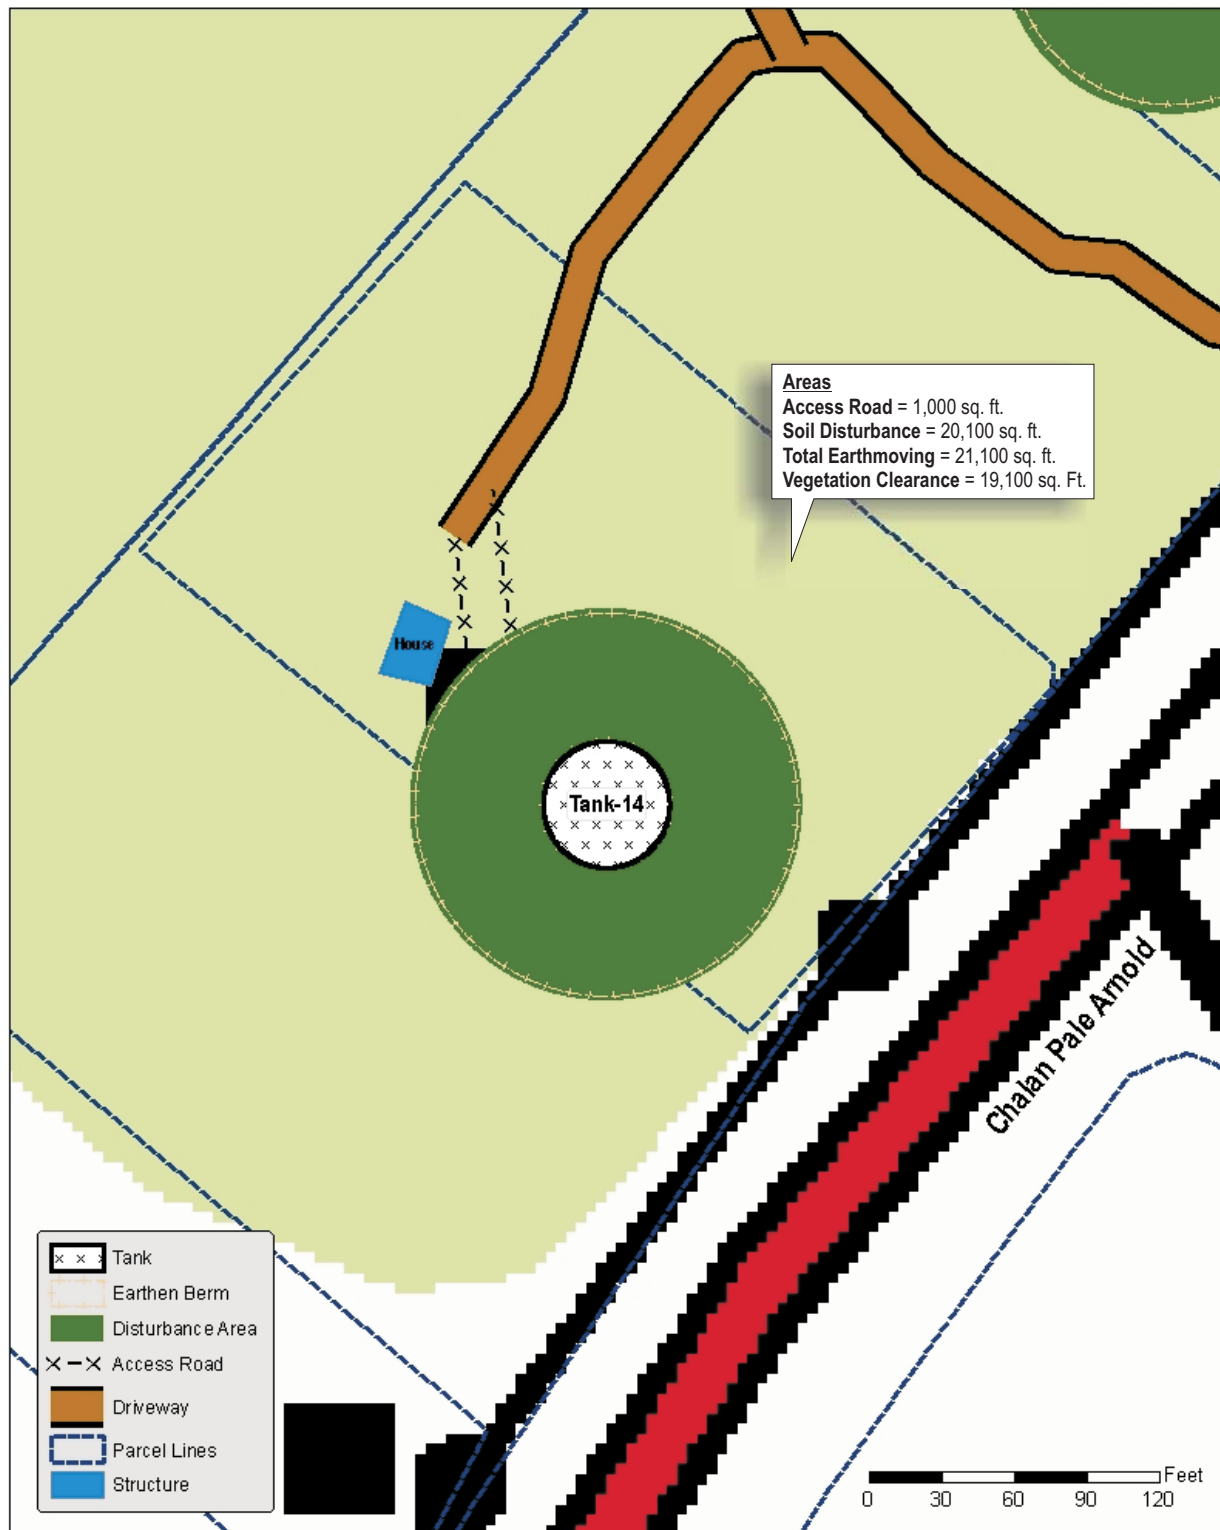 Areas
Access Road = 1,000 sq. ft.
Soil Disturbance = 20,100 sq. ft.
Total Earthmoving = 21,100 sq. ft.
Vegetation Clearance = 19,100 sq. Ft.
House
Tank-14
Chalan Pale Arnold
Tank
Earthen Berm
Disturbance Area
Access Road
Driveway
Parcel Lines
Structure
Feet
0 30 60 90 120